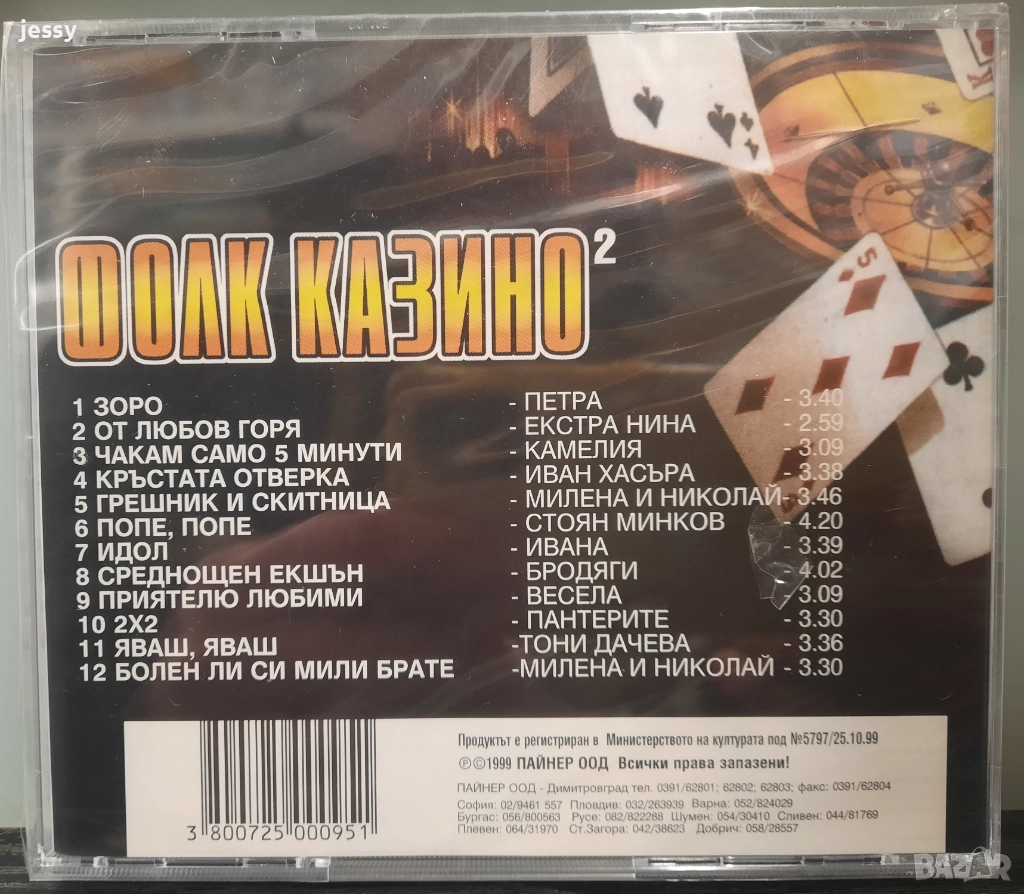 jessy
ФОЛК КАЗИНО 2
1 ЗОРО - ПЕТРА - 3.40
2 ОТ ЛЮБОВ ГОРЯ - ЕКСТРА НИНА - 2.59
3 ЧАКАМ САМО 5 МИНУТИ - КАМЕЛИЯ - 3.09
4 КРЪСТАТА ОТВЕРКА - ИВАН ХАСЪРА - 3.38
5 ГРЕШНИК И СКИТНИЦА - МИЛЕНА И НИКОЛАЙ - 3.46
6 ПОПЕ, ПОПЕ - СТОЯН МИНКОВ - 4.20
7 ИДОЛ - ИВАНА - 3.39
8 СРЕДНОЩЕН ЕКШЪН - БРОДЯГИ - 4.02
9 ПРИЯТЕЛЮ ЛЮБИМИ - ВЕСЕЛА - 3.09
10 2X2 - ПАНТЕРИТЕ - 3.30
11 ЯВАШ, ЯВАШ -ТОНИ ДАЧЕВА - 3.36
12 БОЛЕН ЛИ СИ МИЛИ БРАТЕ -МИЛЕНА И НИКОЛАЙ - 3.30
5
K
Продуктът е регистриран в Министерството на културата под №5797/25.10.99
℗©1999 ПАЙНЕР ООД Всички права запазени!
ПАЙНЕР ООД - Димитровград тел. 0391/62801; 62802; 62803; факс: 0391/62804
София: 02/9461 557 Пловдив: 032/263939 Варна: 052/824029
Бургас: 056/800563 Русе: 082/822288 Шумен: 054/30410 Сливен: 044/81769
Плевен: 064/31970 Ст.Загора: 042/38623 Добрич: 058/28557
3 800725 000951
BAZAR